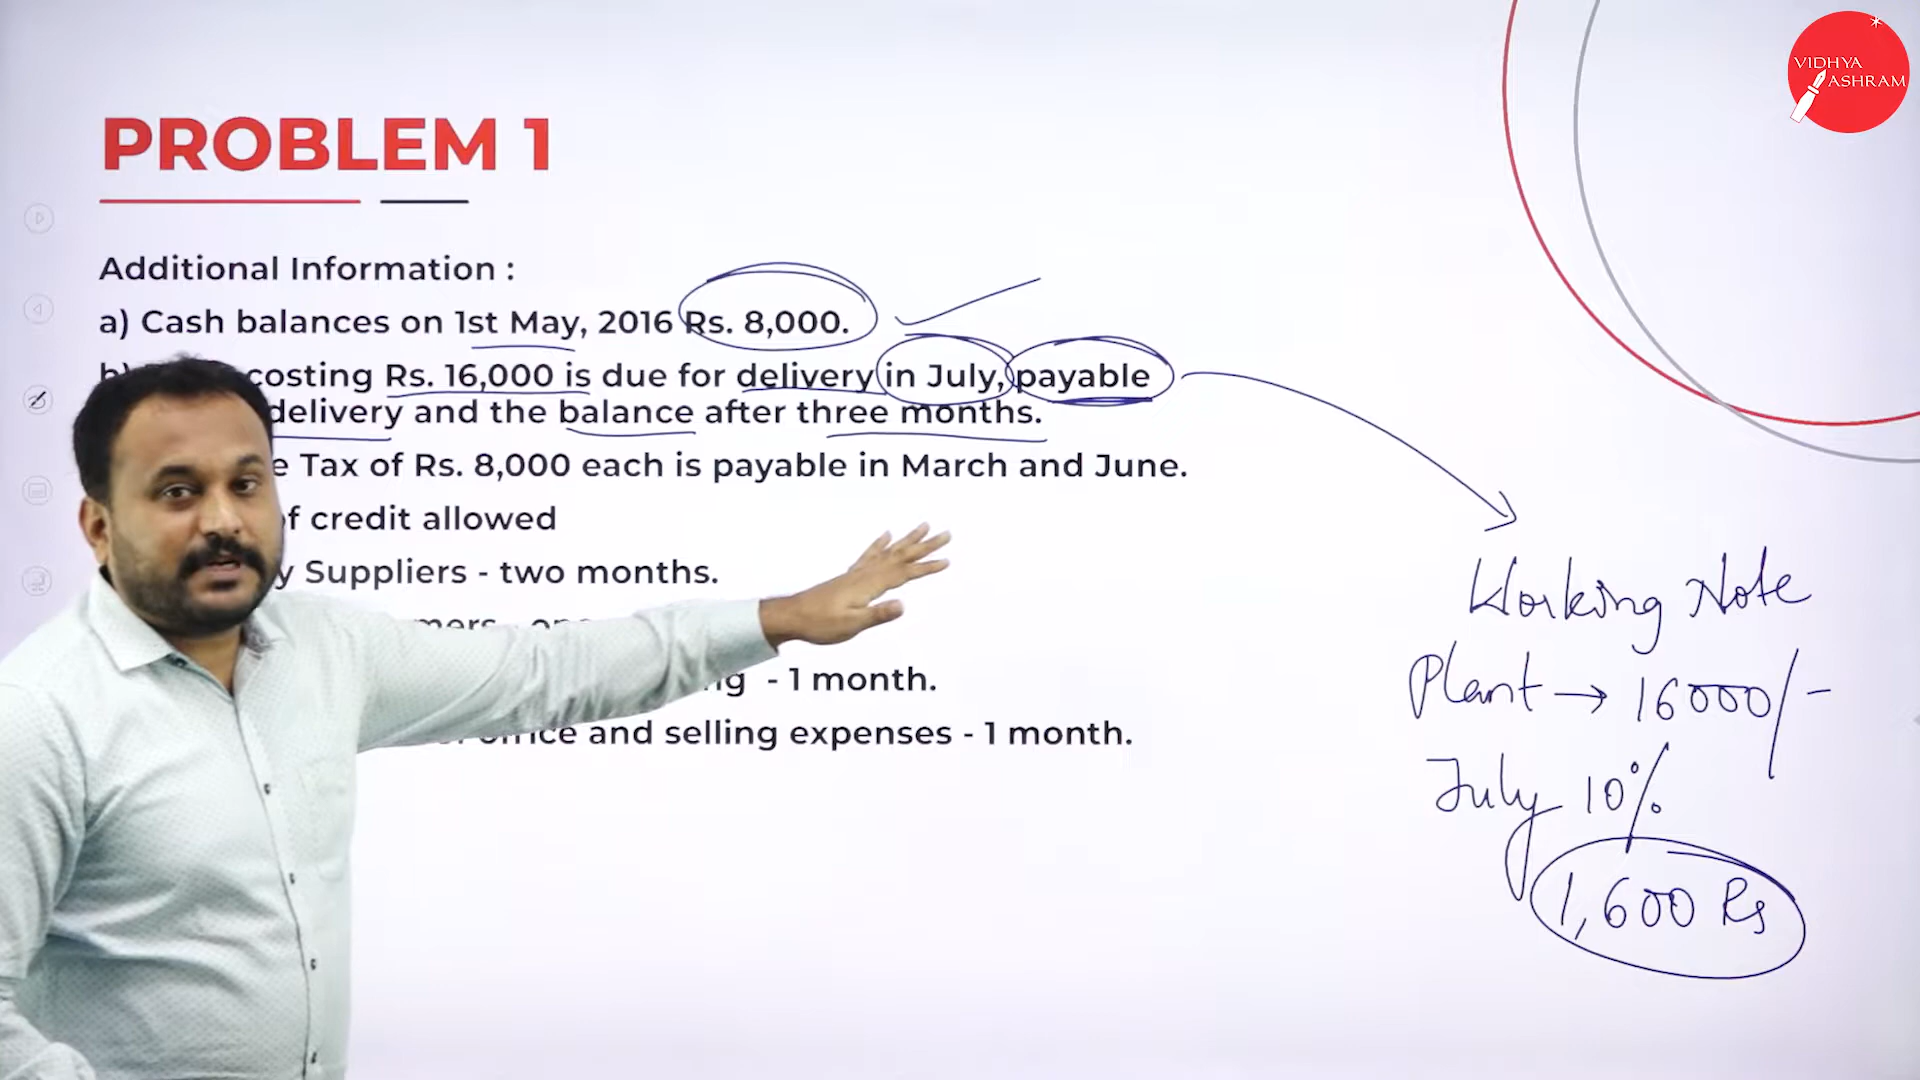 VIDHYA
ASHRAM
PROBLEM 1
Additional Information :
a) Cash balances on 1st May, 2016 Rs. 8,000.
costing Rs. 16,000 is due for delivery in July, payable
delivery and the balance after three months.
Tax of Rs. 8,000 each is payable in March and June.
of credit allowed
Suppliers - two months.
- 1 month.
and selling expenses - 1 month.
Working Note
Plant → 16000/-
July 10%
1,600 Rs